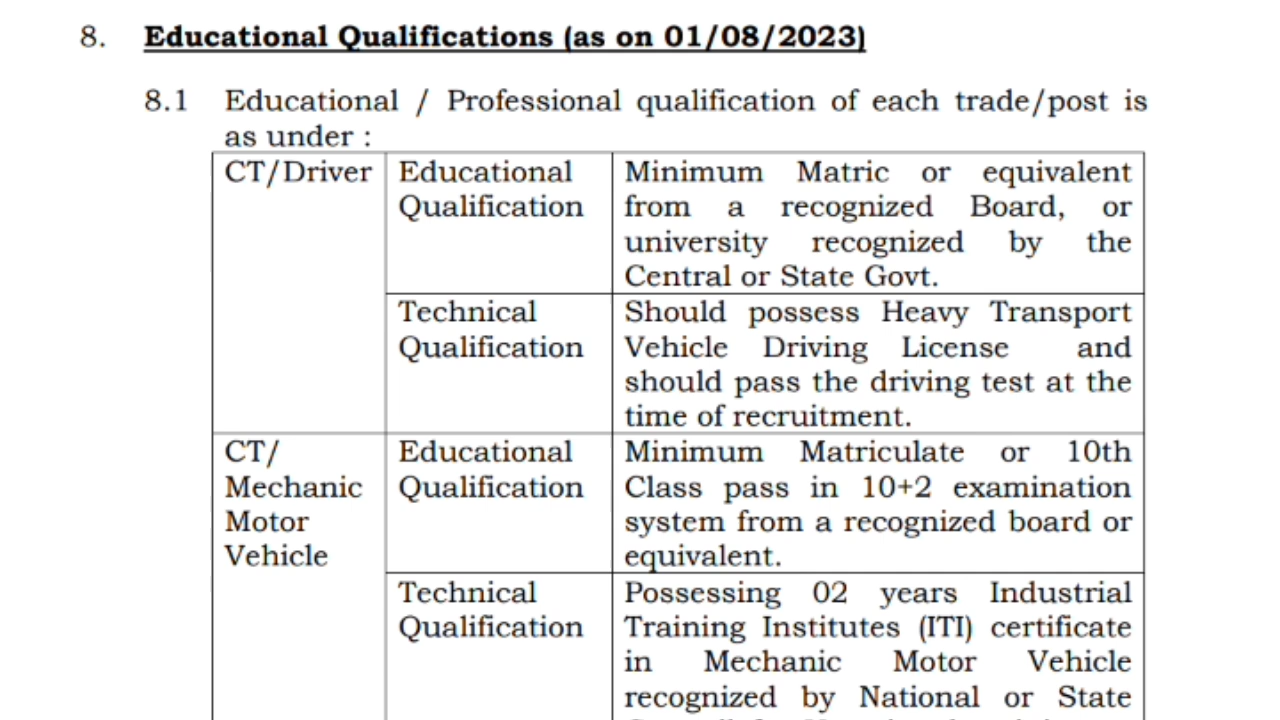 8. Educational Qualifications (as on 01/08/2023)
8.1 Educational / Professional qualification of each trade/post is
as under :
CT/Driver
Educational
Qualification
Minimum Matric or equivalent
from a recognized Board, or
university recognized by the
Central or State Govt.
Technical
Qualification
Should possess Heavy Transport
Vehicle Driving License and
should pass the driving test at the
time of recruitment.
CT/
Mechanic
Motor
Vehicle
Educational
Qualification
Minimum Matriculate or 10th
Class pass in 10+2 examination
system from a recognized board or
equivalent.
Technical
Qualification
Possessing 02 years Industrial
Training Institutes (ITI) certificate
in Mechanic Motor Vehicle
recognized by National or State